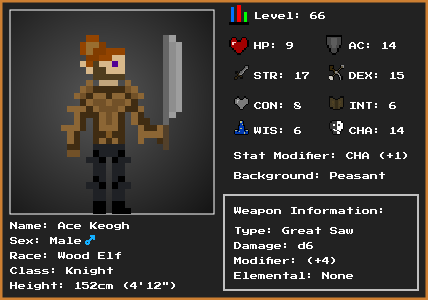 Level: 66
HP: 9
AC: 14
STR: 17
DEX: 15
CON: 8
INT: 6
WIS: 6
CHA: 14
Stat Modifier: CHA (+1)
Background: Peasant
Weapon Information:
Type: Great Saw
Damage: d6
Modifier: (+4)
Elemental: None
Name: Ace Keogh
Sex: Male♂
Race: Wood Elf
Class: Knight
Height: 152cm (4'12")